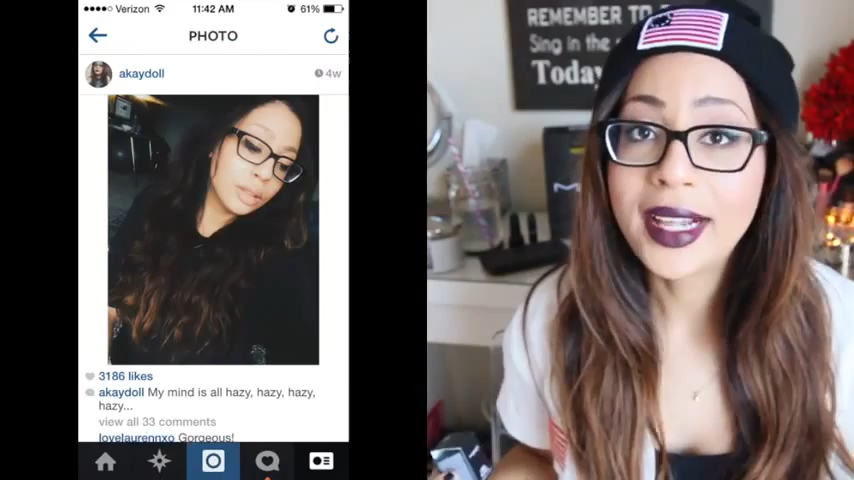 Verizon 11:42 AM 61%
PHOTO
akaydoll 4w
3186 likes
akaydoll My mind is all hazy, hazy, hazy,
hazy...
view all 33 comments
lovelaurennxo Gorgeous!
REMEMBER TO
Sing in the
Today